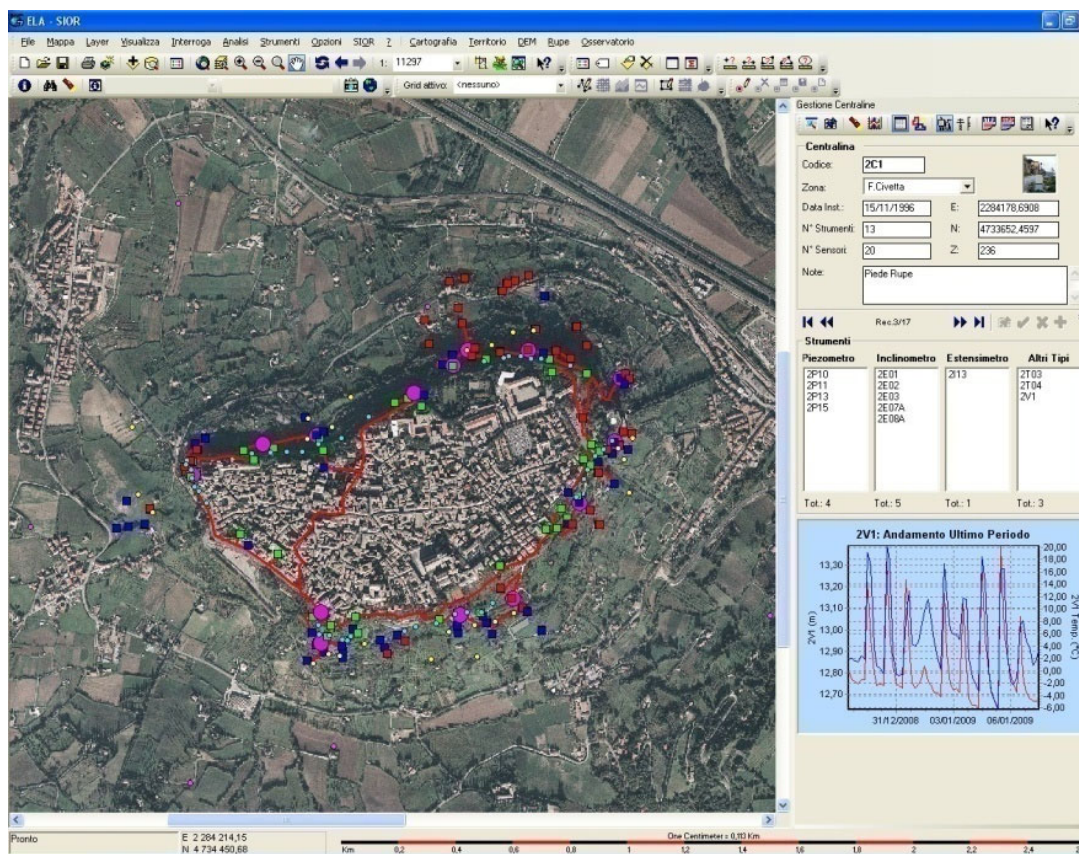 ELA - SIOR
File Mappa Layer Visualizza Interroga Analisi Strumenti Opzioni SIOR ? Cartografia Territorio DEM Rupe Osservatorio
1: 11297
Grid attivo: <nessuno>
Gestione Centraline
Centralina
Codice: 2C1
Zona: F.Civetta
Data Inst.: 15/11/1996 E: 2284178,6908
N° Strumenti: 13 N: 4733652,4597
N° Sensori: 20 Z: 236
Note: Piede Rupe
Rec.3/17
Strumenti
Piezometro Inclinometro Estensimetro Altri Tipi
2P10 2E01 2I13 2T03
2P11 2E02 2T04
2P13 2E03 2V1
2P15 2E07A
2E08A
Tot.: 4 Tot.: 5 Tot.: 1 Tot.: 3
2V1: Andamento Ultimo Periodo
20,00
13,30 18,00
16,00
13,20 14,00
12,00
13,10 10,00
8,00
13,00 6,00
4,00
12,90 2,00
12,80 0,00
-2,00
12,70 -4,00
-6,00
2V1 (m)
2V1 Temp. (°C)
31/12/2008 03/01/2009 06/01/2009
Pronto
E 2 284 214,15
N 4 734 450,68
One Centimeter = 0,113 Km
Km 0,2 0,4 0,6 0,8 1 1,2 1,4 1,6 1,8 2 2,2 2,4